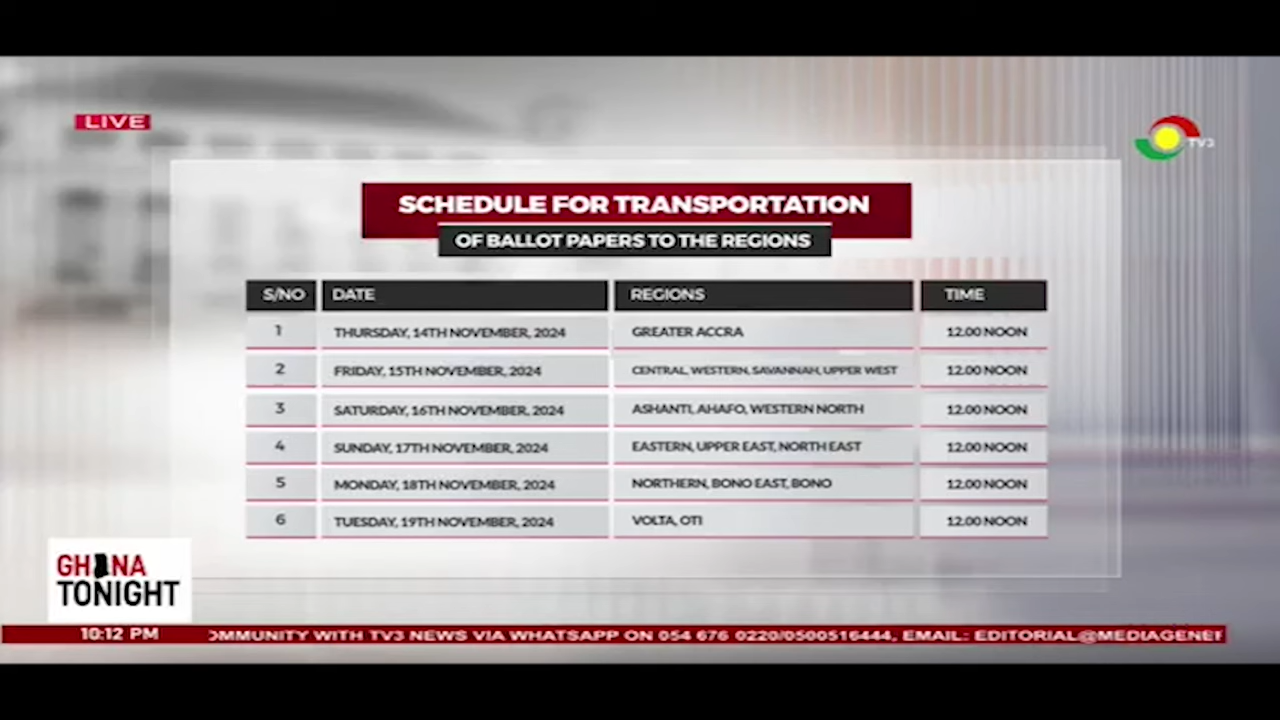 LIVE
TV3
SCHEDULE FOR TRANSPORTATION
OF BALLOT PAPERS TO THE REGIONS
S/NO DATE REGIONS TIME
1 THURSDAY, 14TH NOVEMBER, 2024 GREATER ACCRA 12.00 NOON
2 FRIDAY, 15TH NOVEMBER, 2024 CENTRAL, WESTERN, SAVANNAH, UPPER WEST 12.00 NOON
3 SATURDAY, 16TH NOVEMBER, 2024 ASHANTI, AHAFO, WESTERN NORTH 12.00 NOON
4 SUNDAY, 17TH NOVEMBER, 2024 EASTERN, UPPER EAST, NORTH EAST 12.00 NOON
5 MONDAY, 18TH NOVEMBER, 2024 NORTHERN, BONO EAST, BONO 12.00 NOON
6 TUESDAY, 19TH NOVEMBER, 2024 VOLTA, OTI 12.00 NOON
GHANA
TONIGHT
10:12 PM OMMUNITY WITH TV3 NEWS VIA WHATSAPP ON 054 676 0220/0500516444, EMAIL: EDITORIAL@MEDIAGENER